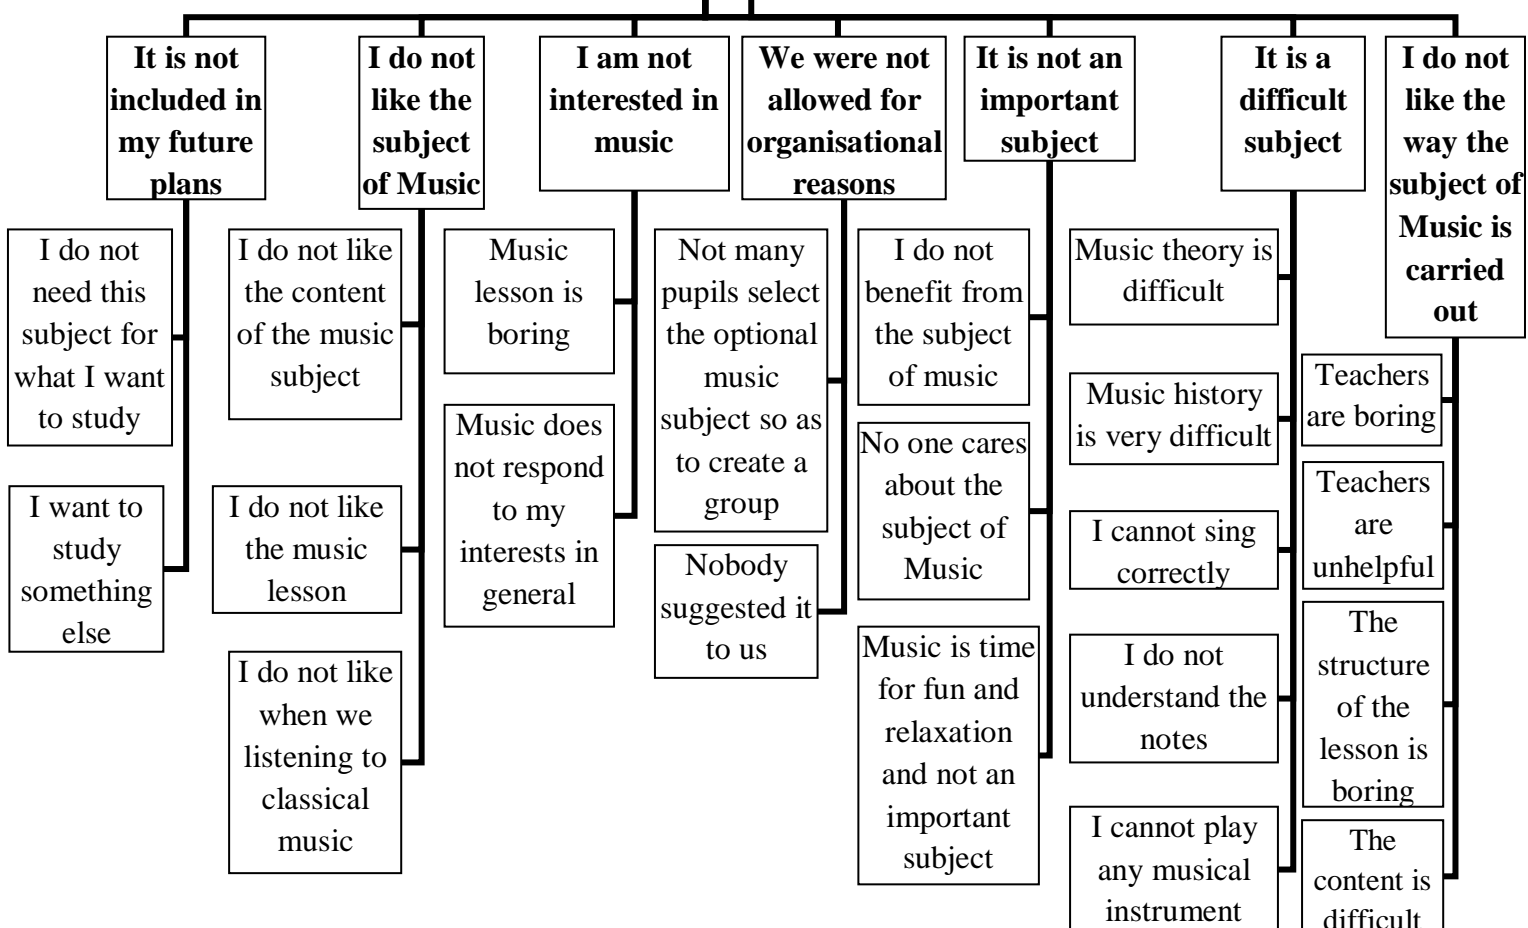 It is not
included in
my future
plans
I do not
need this
subject for
what I want
to study
I want to
study
something
else
I do not
like the
subject
of Music
I do not like
the content
of the music
subject
I do not like
the music
lesson
I do not like
when we
listening to
classical
music
I am not
interested in
music
Music
lesson is
boring
Music does
not respond
to my
interests in
general
We were not
allowed for
organisational
reasons
Not many
pupils select
the optional
music
subject so as
to create a
group
Nobody
suggested it
to us
It is not an
important
subject
I do not
benefit from
the subject
of music
No one cares
about the
subject of
Music
Music is time
for fun and
relaxation
and not an
important
subject
It is a
difficult
subject
Music theory is
difficult
Music history
is very difficult
I cannot sing
correctly
I do not
understand the
notes
I cannot play
any musical
instrument
I do not
like the
way the
subject of
Music is
carried
out
Teachers
are boring
Teachers
are
unhelpful
The
structure
of the
lesson is
boring
The
content is
difficult